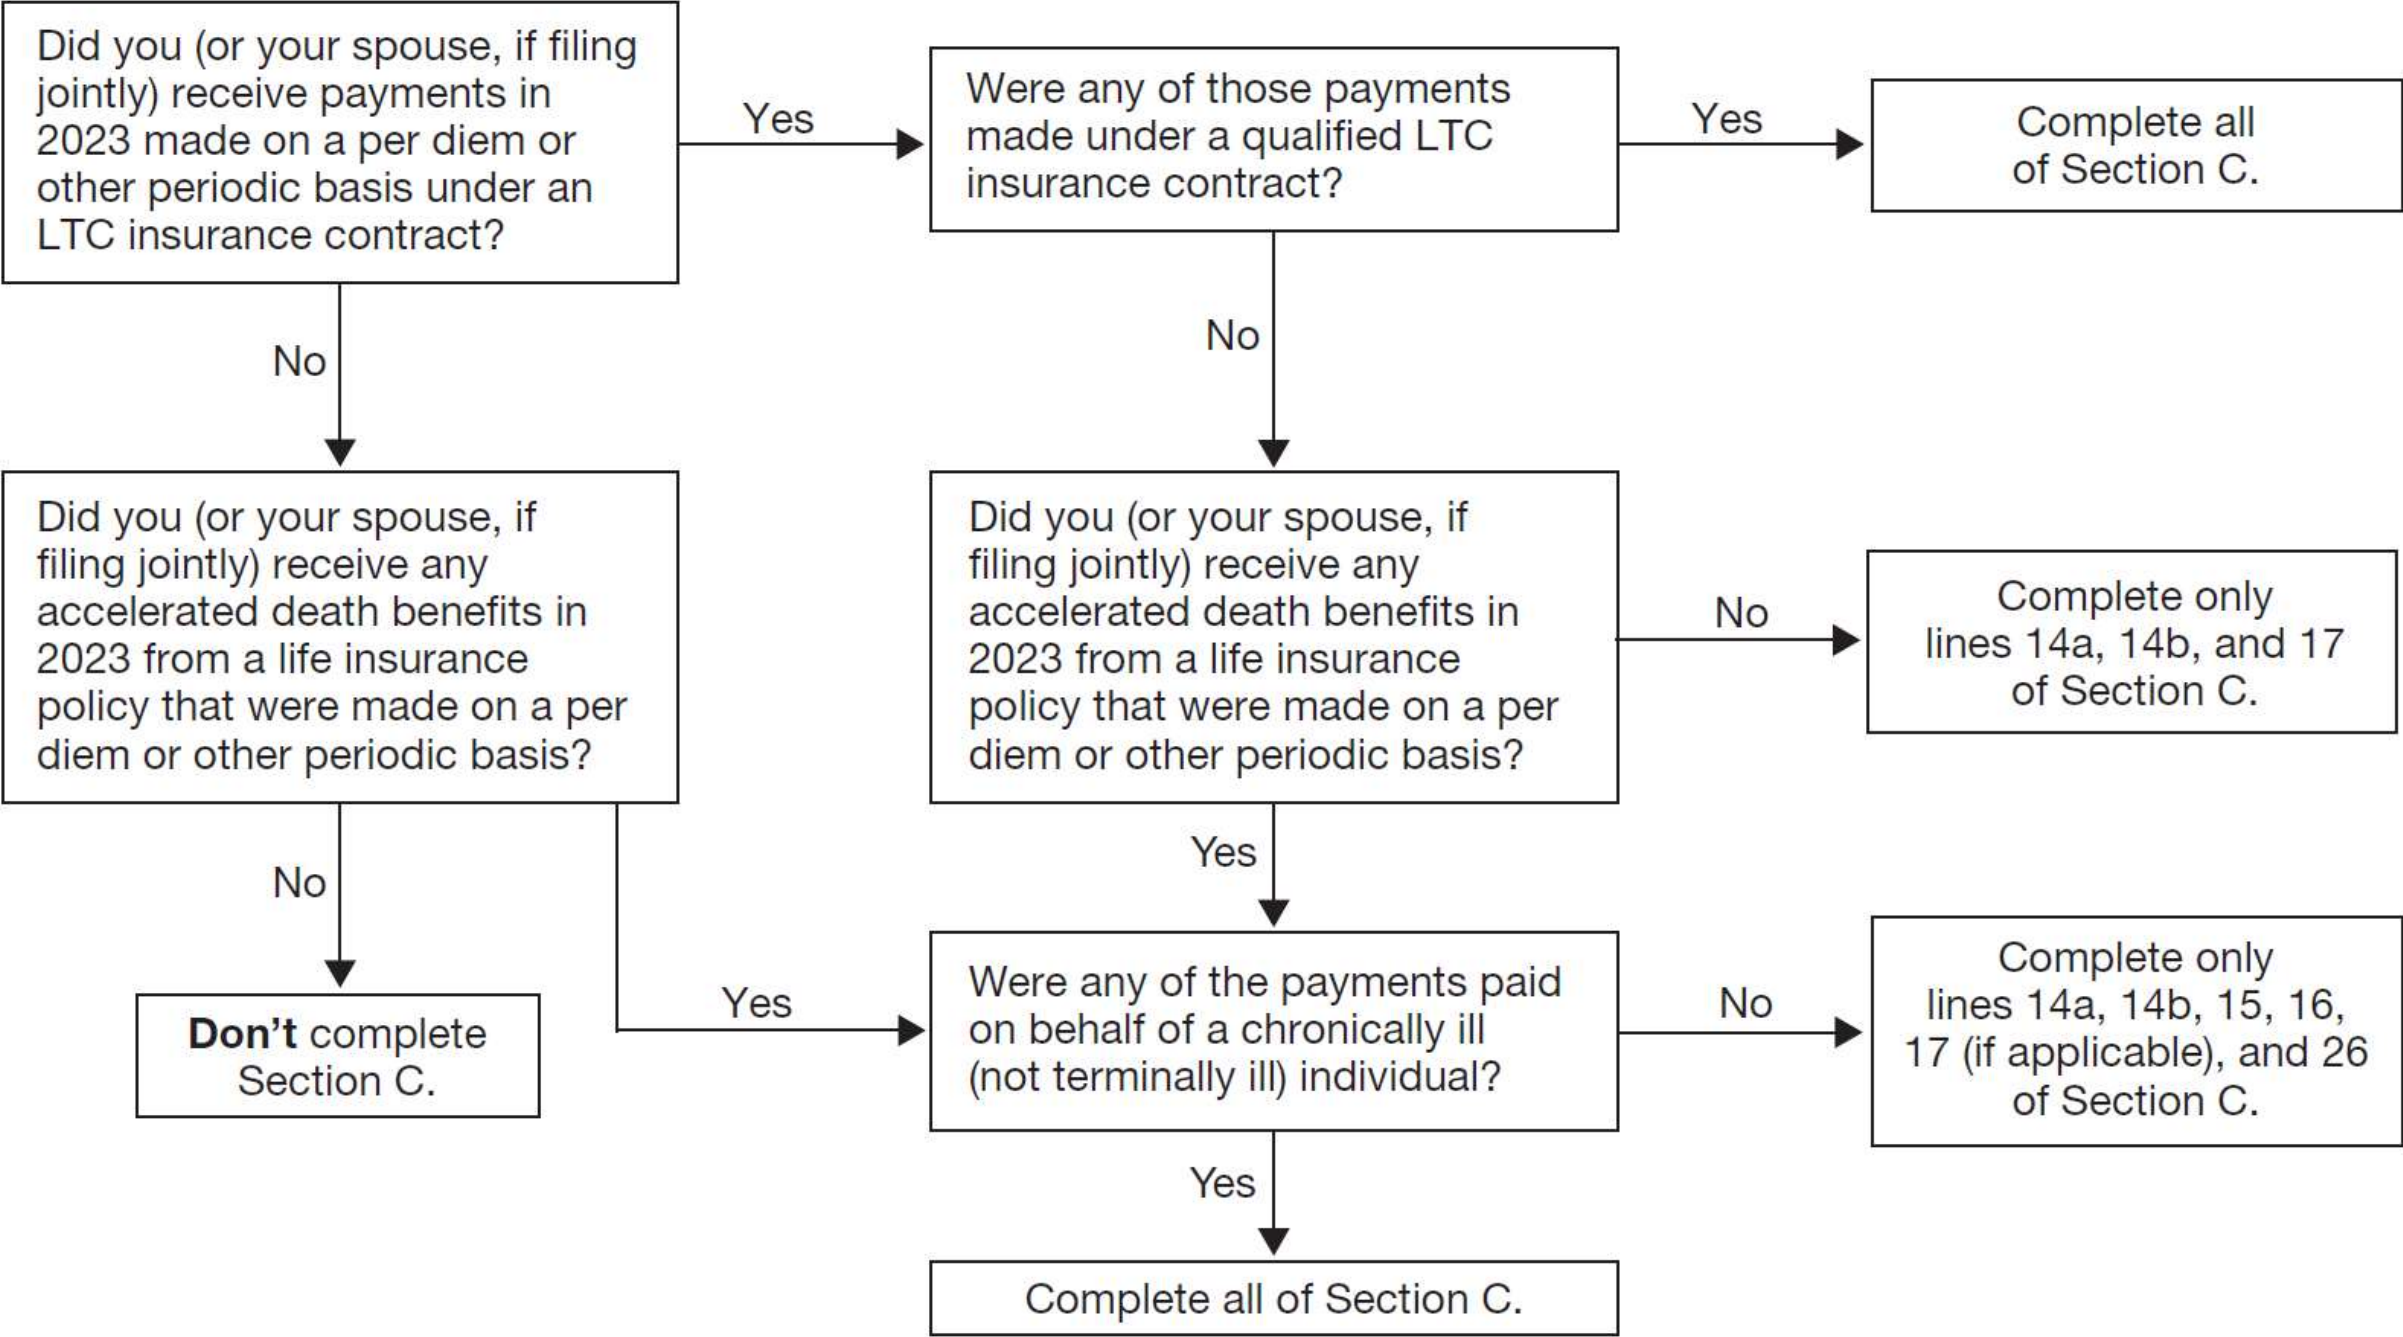 Did you (or your spouse, if filing
jointly) receive payments in
2023 made on a per diem or
other periodic basis under an
LTC insurance contract?
Yes
Were any of those payments
made under a qualified LTC
insurance contract?
Yes
Complete all
of Section C.
No
No
Did you (or your spouse, if
filing jointly) receive any
accelerated death benefits in
2023 from a life insurance
policy that were made on a per
diem or other periodic basis?
Did you (or your spouse, if
filing jointly) receive any
accelerated death benefits in
2023 from a life insurance
policy that were made on a per
diem or other periodic basis?
No
Complete only
lines 14a, 14b, and 17
of Section C.
No
Yes
Don’t complete
Section C.
Yes
Were any of the payments paid
on behalf of a chronically ill
(not terminally ill) individual?
No
Complete only
lines 14a, 14b, 15, 16,
17 (if applicable), and 26
of Section C.
Yes
Complete all of Section C.